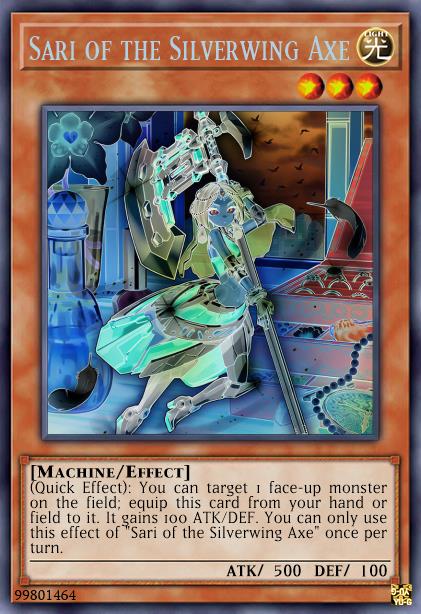 Sari of the Silverwing Axe
LIGHT
光
[Machine/Effect]
(Quick Effect): You can target 1 face-up monster
on the field; equip this card from your hand or
field to it. It gains 100 ATK/DEF. You can only use
this effect of "Sari of the Silverwing Axe" once per
turn.
ATK/ 500 DEF/ 100
99801464